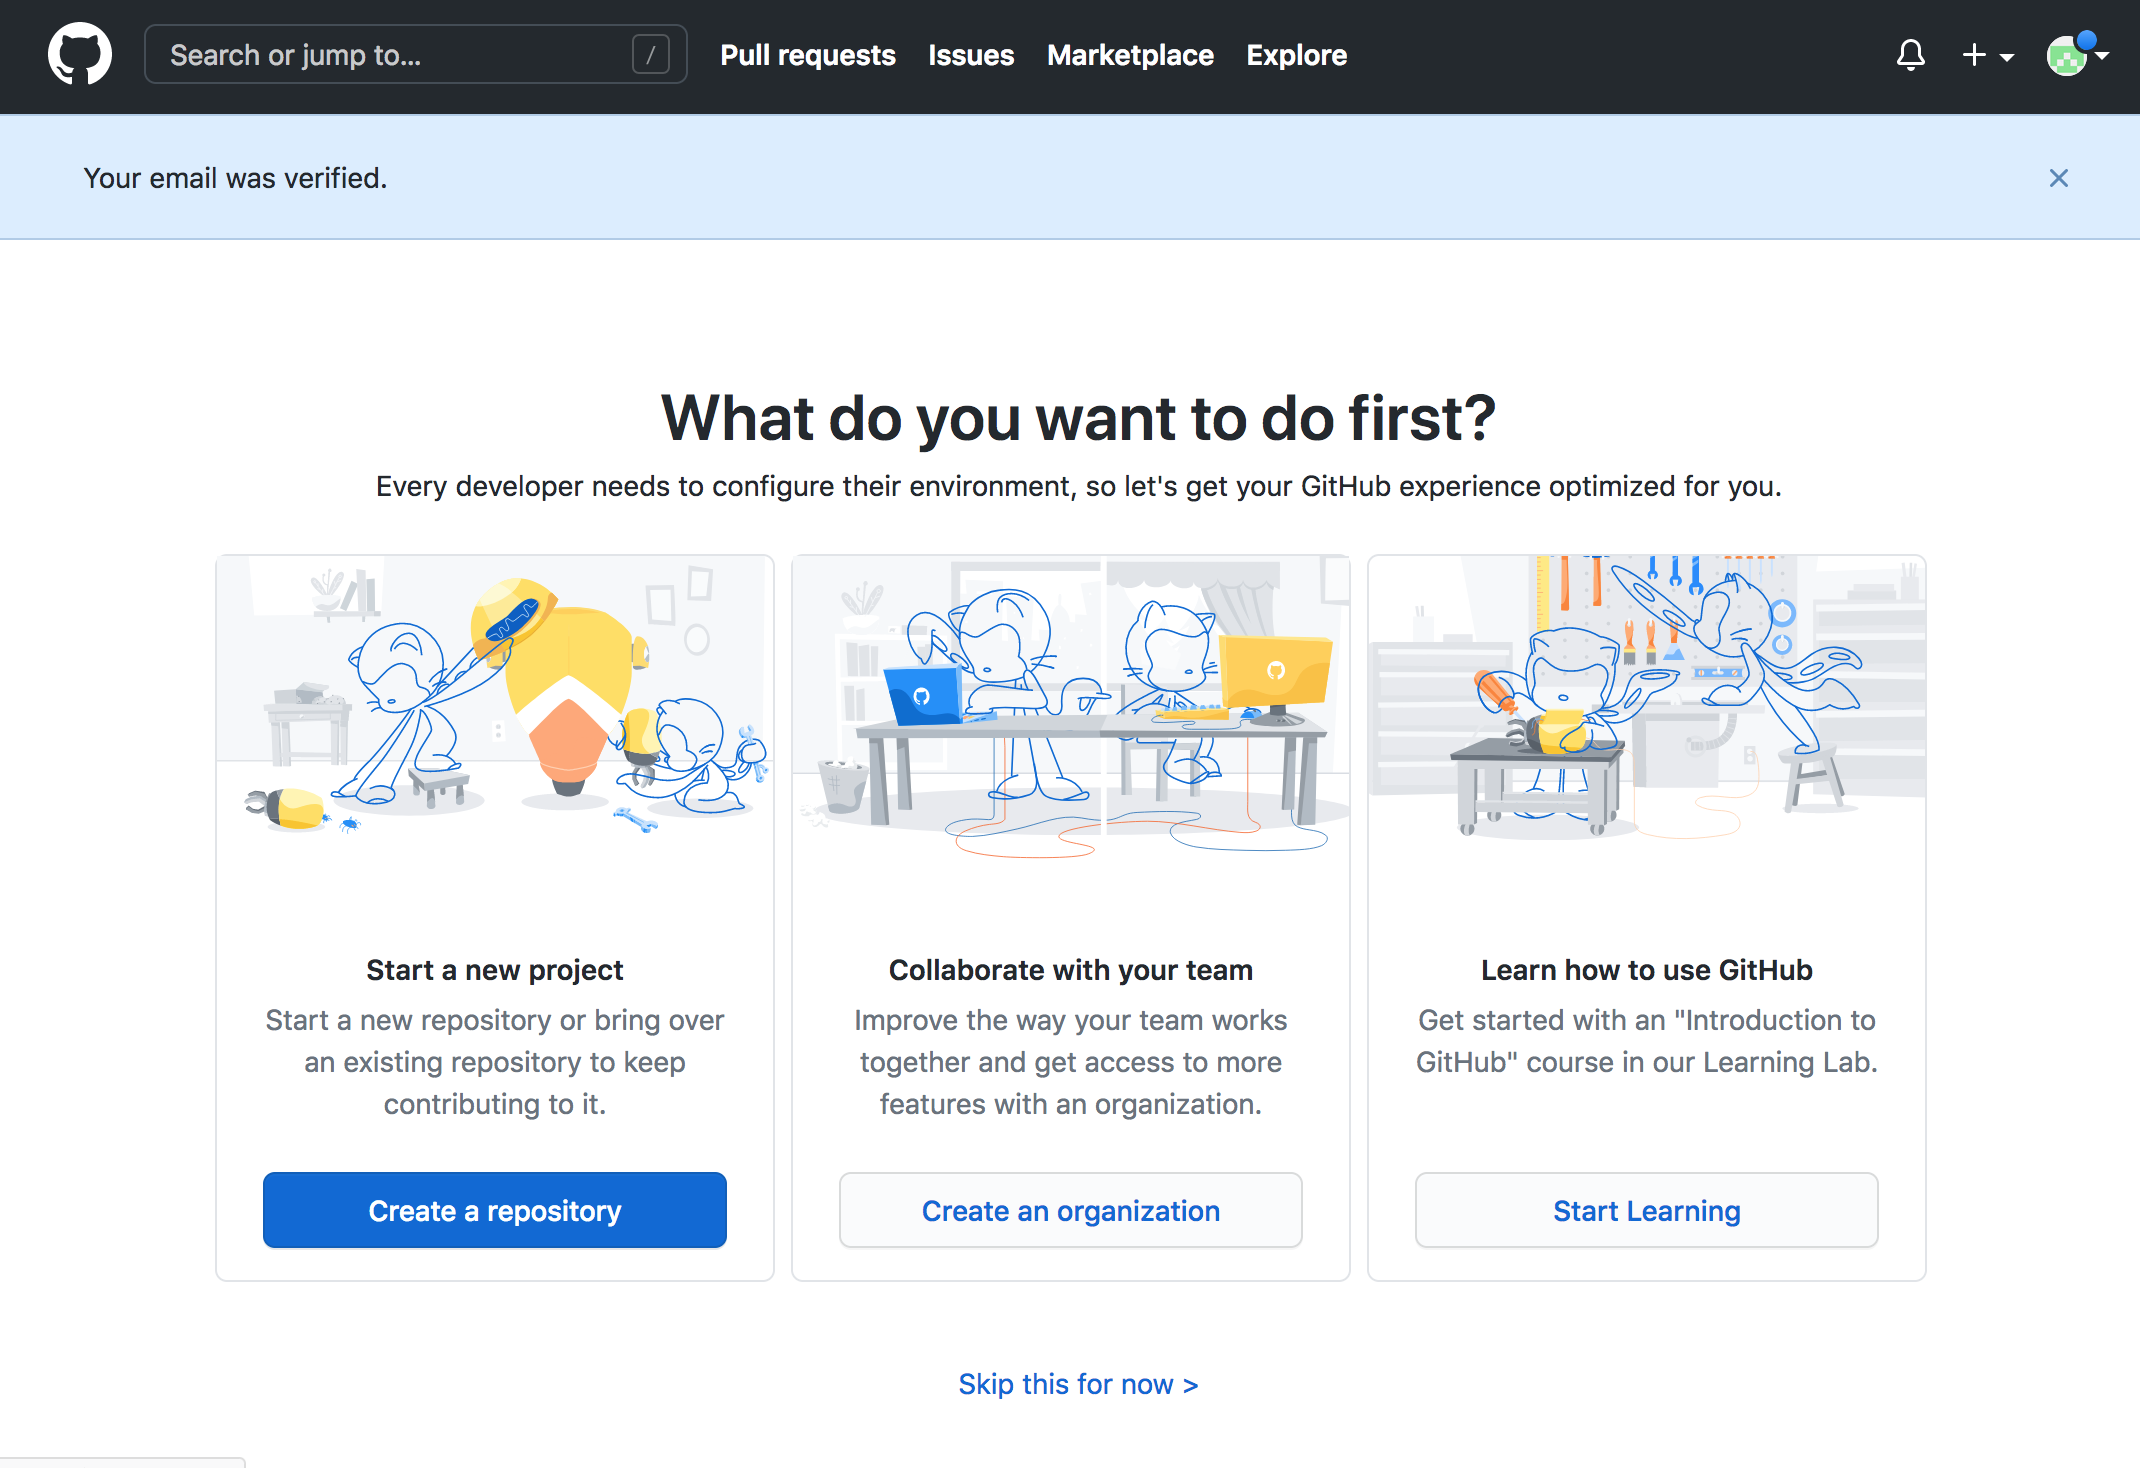 Search or jump to... /
Pull requests Issues Marketplace Explore
Your email was verified.
What do you want to do first?
Every developer needs to configure their environment, so let's get your GitHub experience optimized for you.
Start a new project
Start a new repository or bring over
an existing repository to keep
contributing to it.
Create a repository
Collaborate with your team
Improve the way your team works
together and get access to more
features with an organization.
Create an organization
Learn how to use GitHub
Get started with an "Introduction to
GitHub" course in our Learning Lab.
Start Learning
Skip this for now >